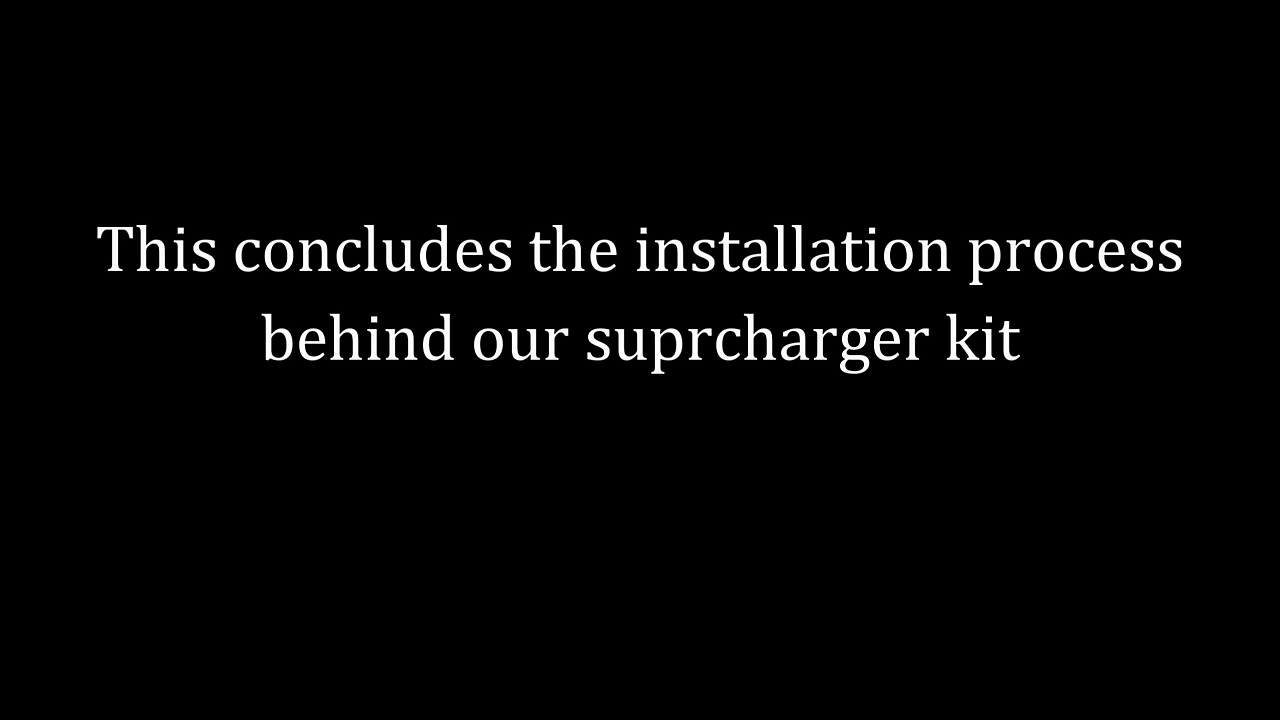 This concludes the installation process
behind our suprcharger kit